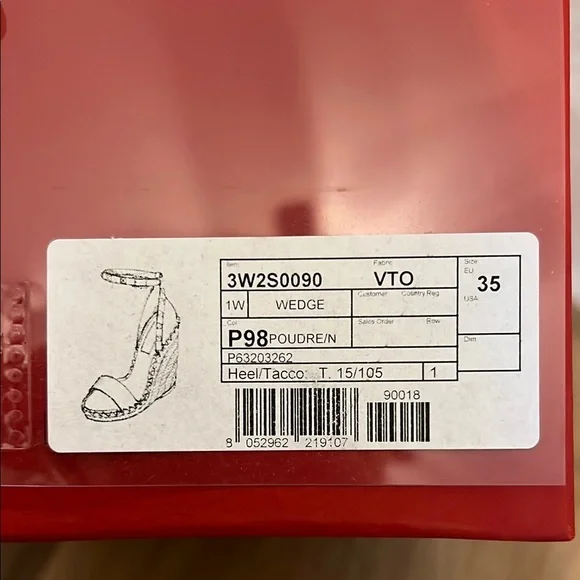 Item Fabric Size
3W2S0090 VTO EU 35
1W WEDGE Customer Country Reg USA
Col Sales Order Row Dim
P98 POUDRE/N
P63203262
Heel/Tacco: T. 15/105 1
90018
8 052962 219107